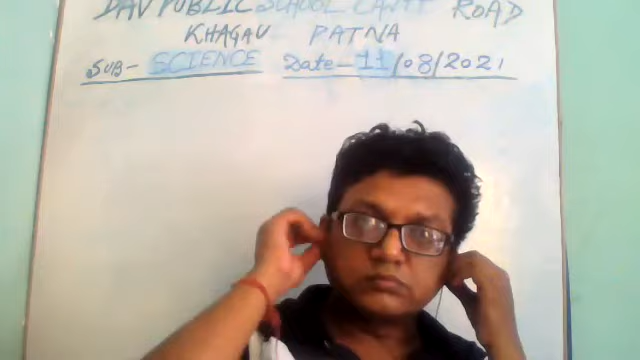 DAV PUBLIC SCHOOL CANTT ROAD
KHAGAU PATNA
SUB- SCIENCE Date- 11/08/2021